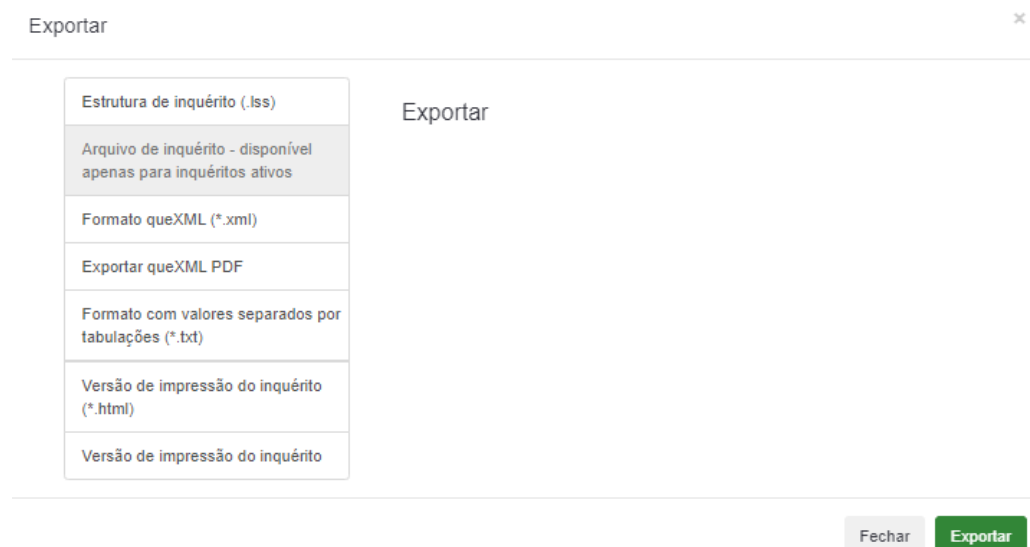 Exportar
×
Estrutura de inquérito (.lss)
Exportar
Arquivo de inquérito - disponível
apenas para inquéritos ativos
Formato queXML (*.xml)
Exportar queXML PDF
Formato com valores separados por
tabulações (*.txt)
Versão de impressão do inquérito
(*.html)
Versão de impressão do inquérito
Fechar
Exportar